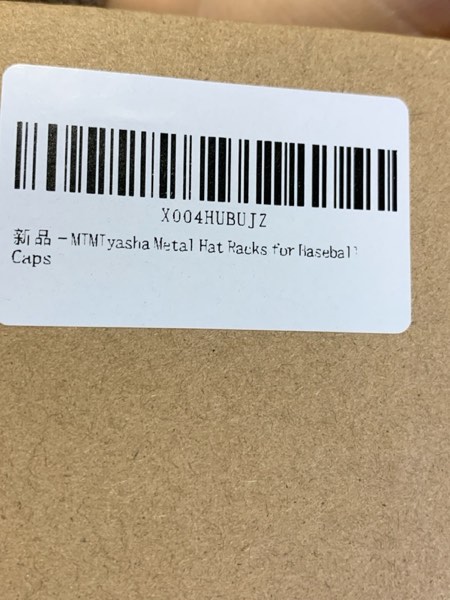 X004HUBUJZ
新品 - MTMTyasha Metal Hat Racks for Baseball
Caps